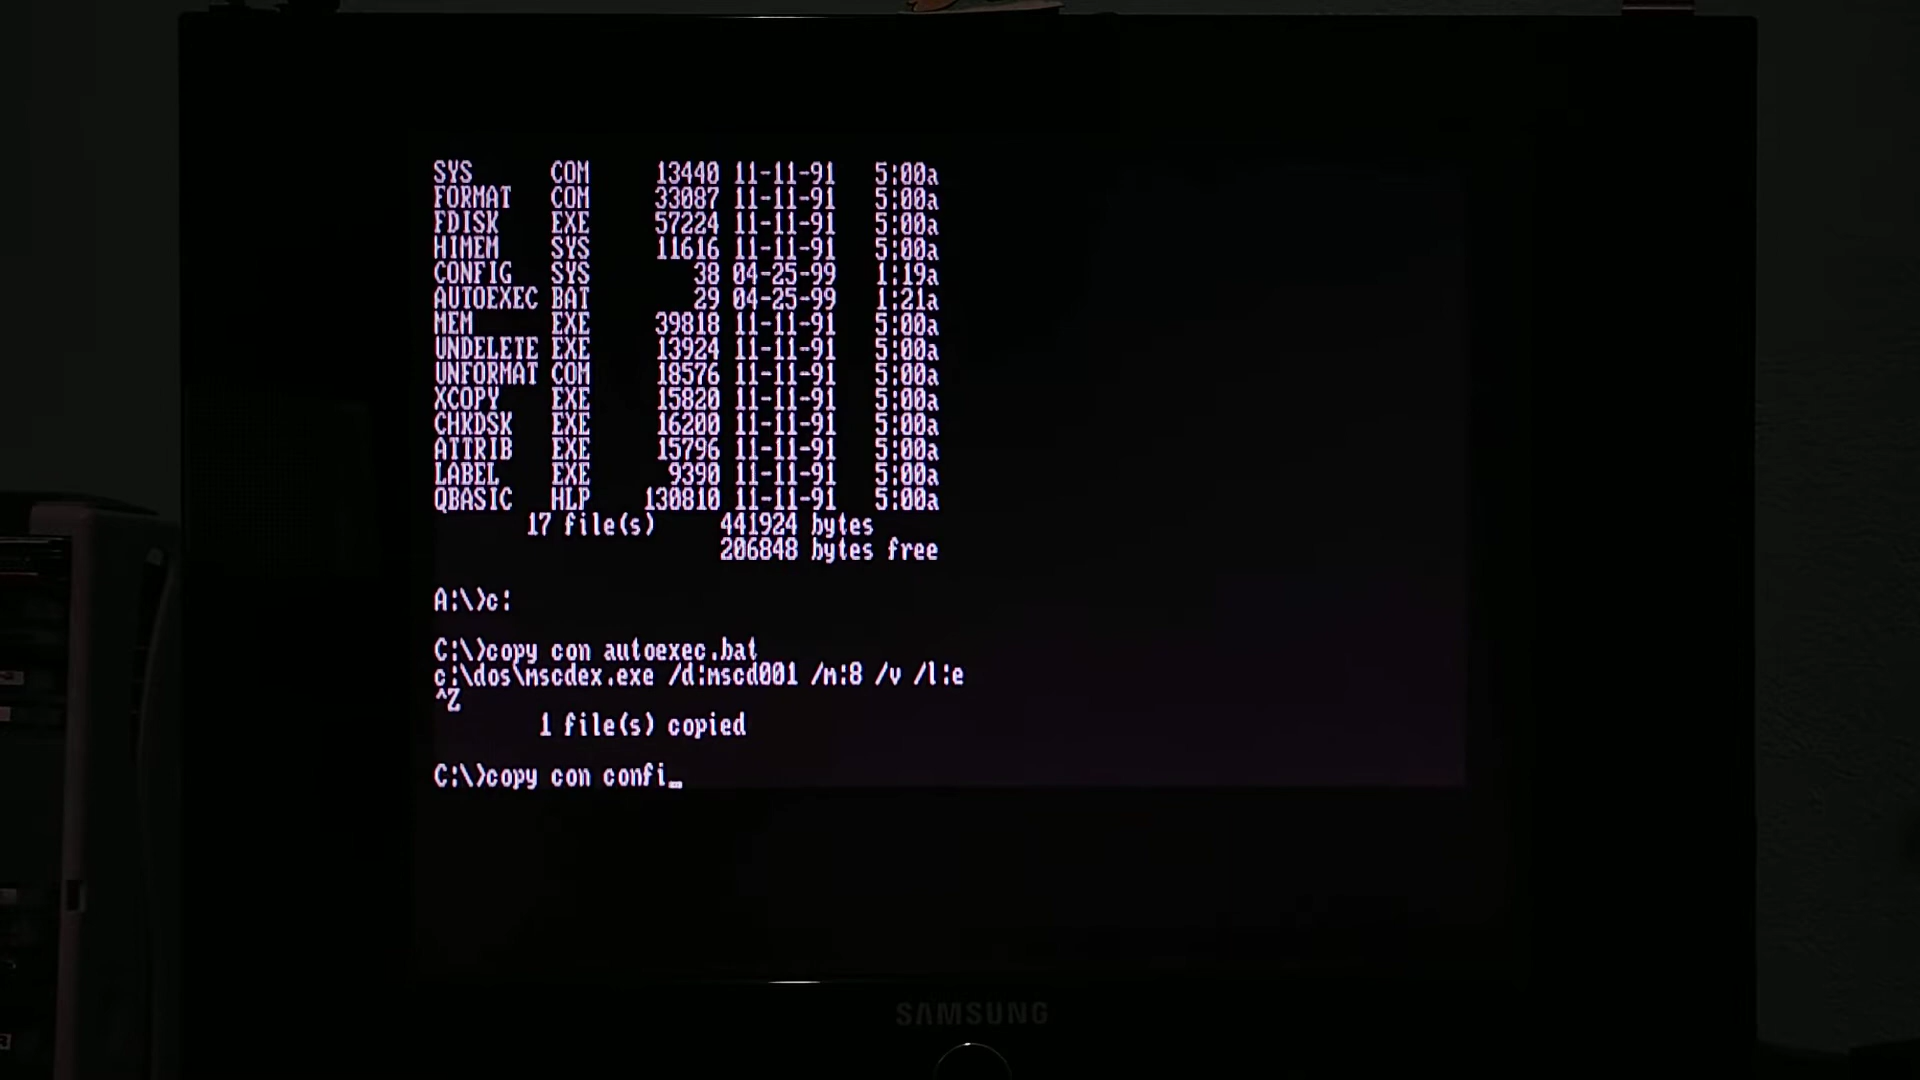 SYS COM 13440 11-11-91 5:00a
FORMAT COM 33087 11-11-91 5:00a
FDISK EXE 57224 11-11-91 5:00a
HIMEM SYS 11616 11-11-91 5:00a
CONFIG SYS 38 04-25-99 1:19a
AUTOEXEC BAT 29 04-25-99 1:21a
MEM EXE 39818 11-11-91 5:00a
UNDELETE EXE 13924 11-11-91 5:00a
UNFORMAT COM 18576 11-11-91 5:00a
XCOPY EXE 15820 11-11-91 5:00a
CHKDSK EXE 16200 11-11-91 5:00a
ATTRIB EXE 15796 11-11-91 5:00a
LABEL EXE 9390 11-11-91 5:00a
QBASIC HLP 130810 11-11-91 5:00a
17 file(s) 441924 bytes
206848 bytes free
A:\>c:
C:\>copy con autoexec.bat
c:\dos\mscdex.exe /d:mscd001 /m:8 /v /l:e
^Z
1 file(s) copied
C:\>copy con confi_
SAMSUNG